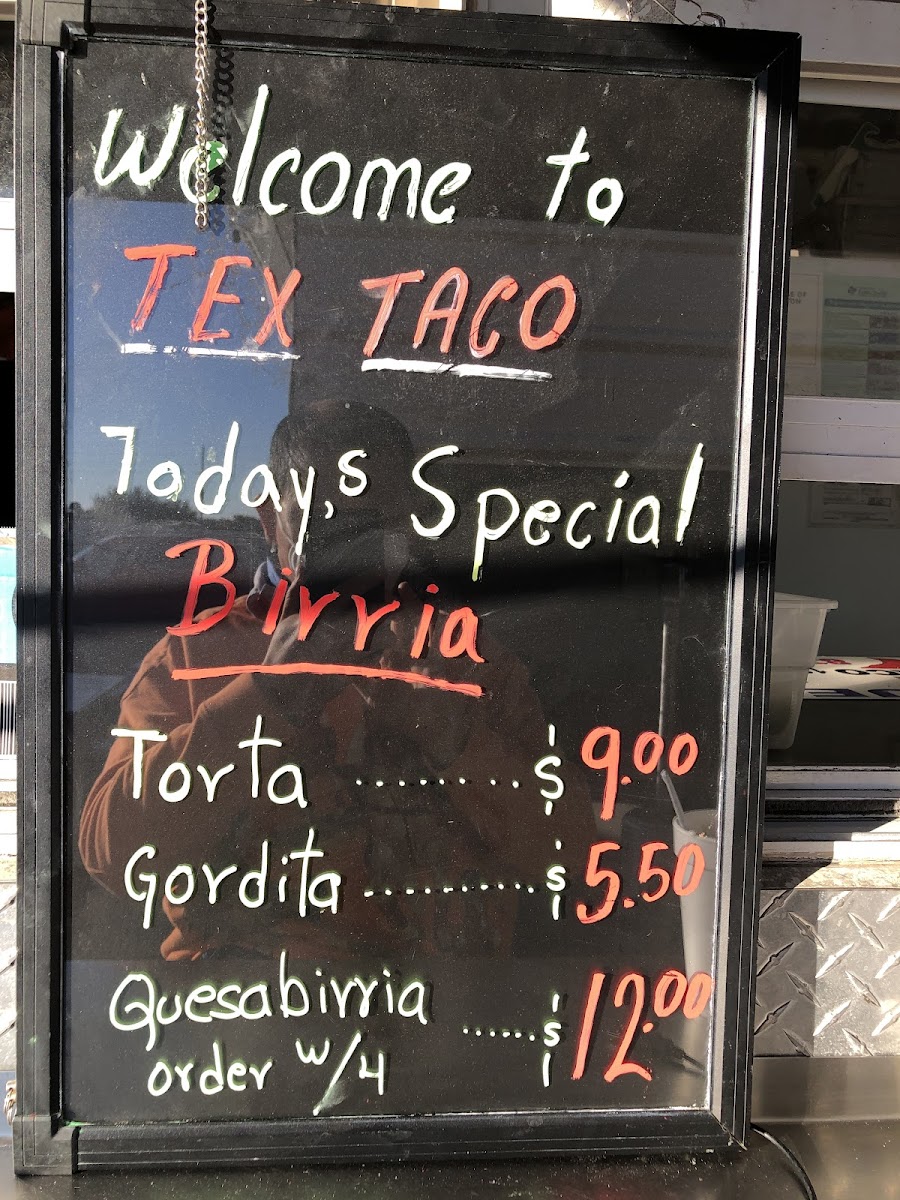 Welcome to
TEX TACO
Today,s Special
Birria
Torta ......... $ 9.00
Gordita ........... $ 5.50
Quesabirria ...... $ 12.00
order w/4